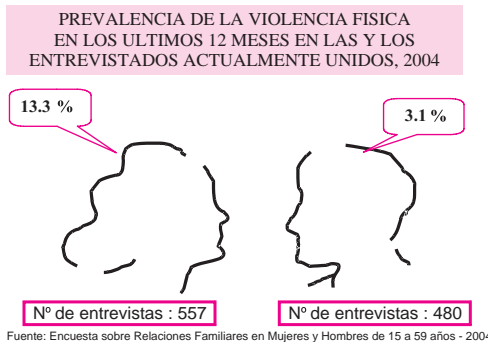 PREVALENCIA DE LA VIOLENCIA FISICA
EN LOS ULTIMOS 12 MESES EN LAS Y LOS
ENTREVISTADOS ACTUALMENTE UNIDOS, 2004
13.3 %
3.1 %
Nº de entrevistas : 557
Nº de entrevistas : 480
Fuente: Encuesta sobre Relaciones Familiares en Mujeres y Hombres de 15 a 59 años - 2004